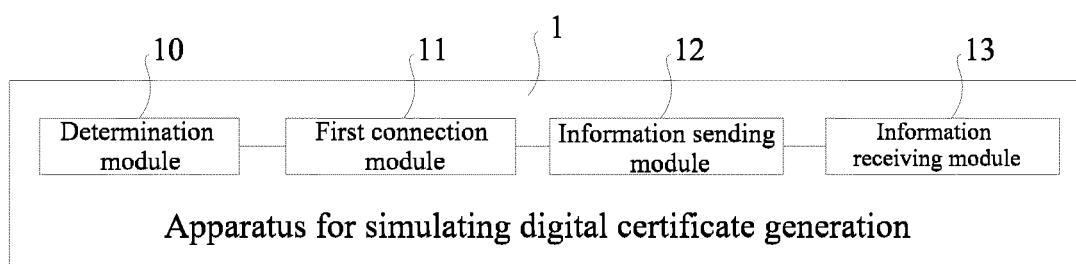 1
10
11
12
13
Determination
module
First connection
module
Information sending
module
Information
receiving module
Apparatus for simulating digital certificate generation